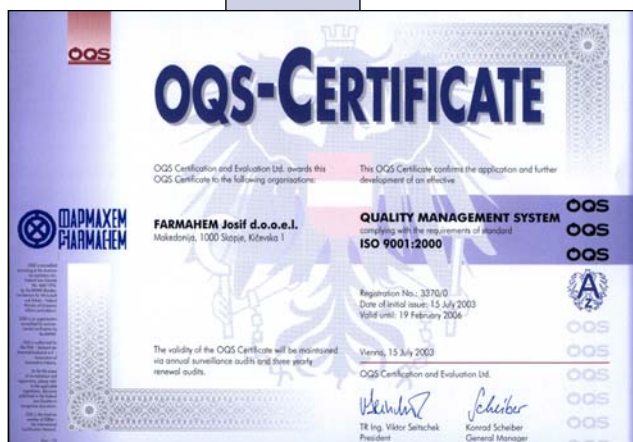 OQS
OQS-CERTIFICATE
OQS Certification and Evaluation Ltd. awards this
OQS Certificate to the following organisations:
This OQS Certificate confirms the application and further
development of an effective
ФАРМАХЕМ
FARMAHEM
FARMAHEM Josif d.o.o.e.l.
Makedonija, 1000 Skopje, Kičevska 1
QUALITY MANAGEMENT SYSTEM
complying with the requirements of standard
ISO 9001:2000
OQS
OQS
OQS
Registration No.: 3370/0
Date of initial issue: 15 July 2003
Valid until: 19 February 2006
The validity of the OQS Certificate will be maintained
via annual surveillance audits and three yearly
renewal audits.
Vienna, 15 July 2003
OQS Certification and Evaluation Ltd.
TR Ing. Viktor Seitschek
President
Konrad Scheiber
General Manager
OQS
OQS
OQS
OQS
OQS